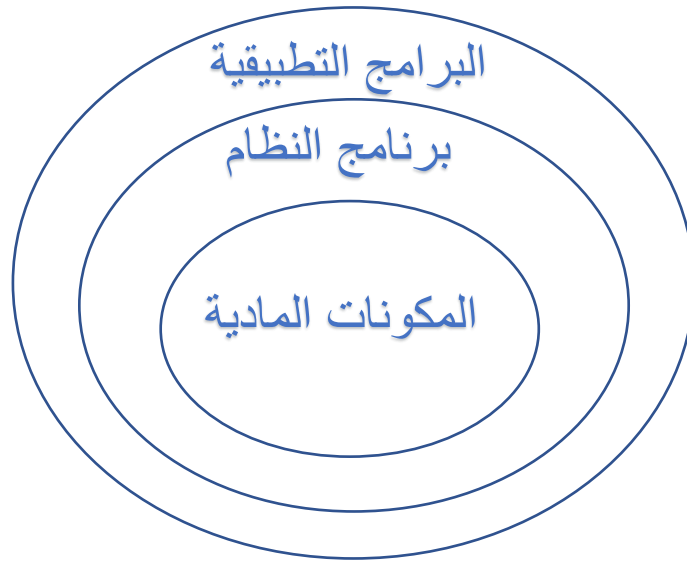 البرامج التطبيقية
برنامج النظام
المكونات المادية